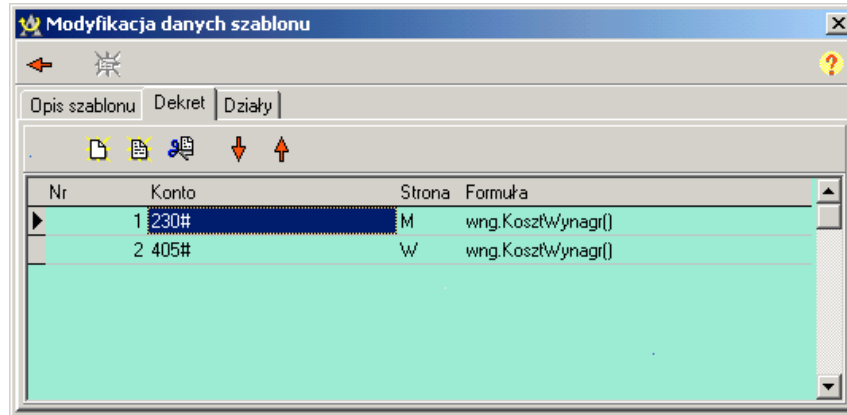 Modyfikacja danych szablonu
Opis szablonu Dekret Działy
Nr Konto Strona Formuła
1 230# M wng.KosztWynagr()
2 405# W wng.KosztWynagr()